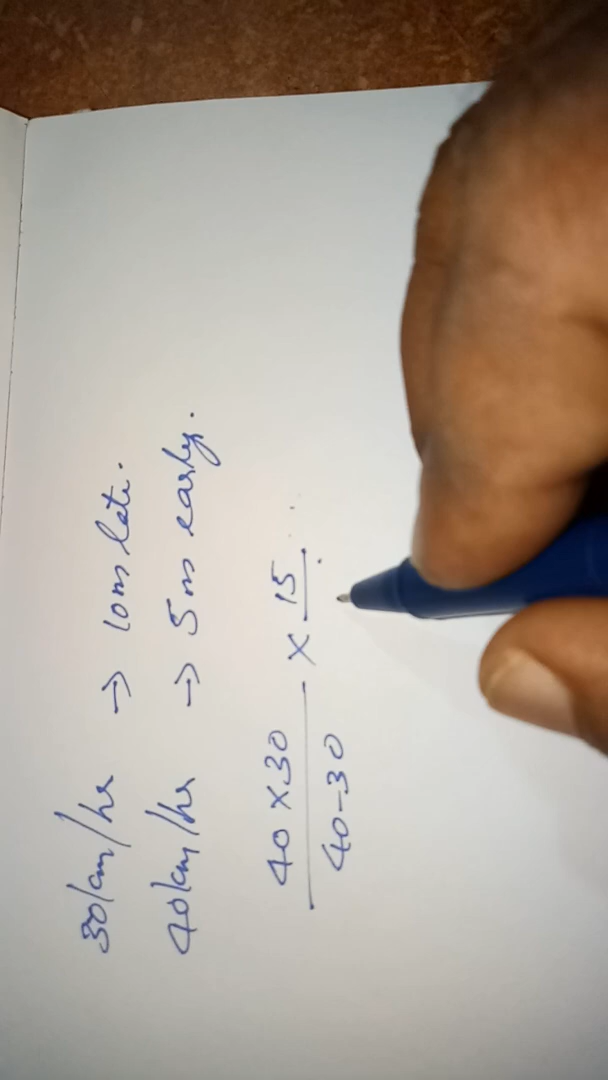 30km/hr → 10m late.
40km/hr → 5m early.
40 × 30 × 15
40-30